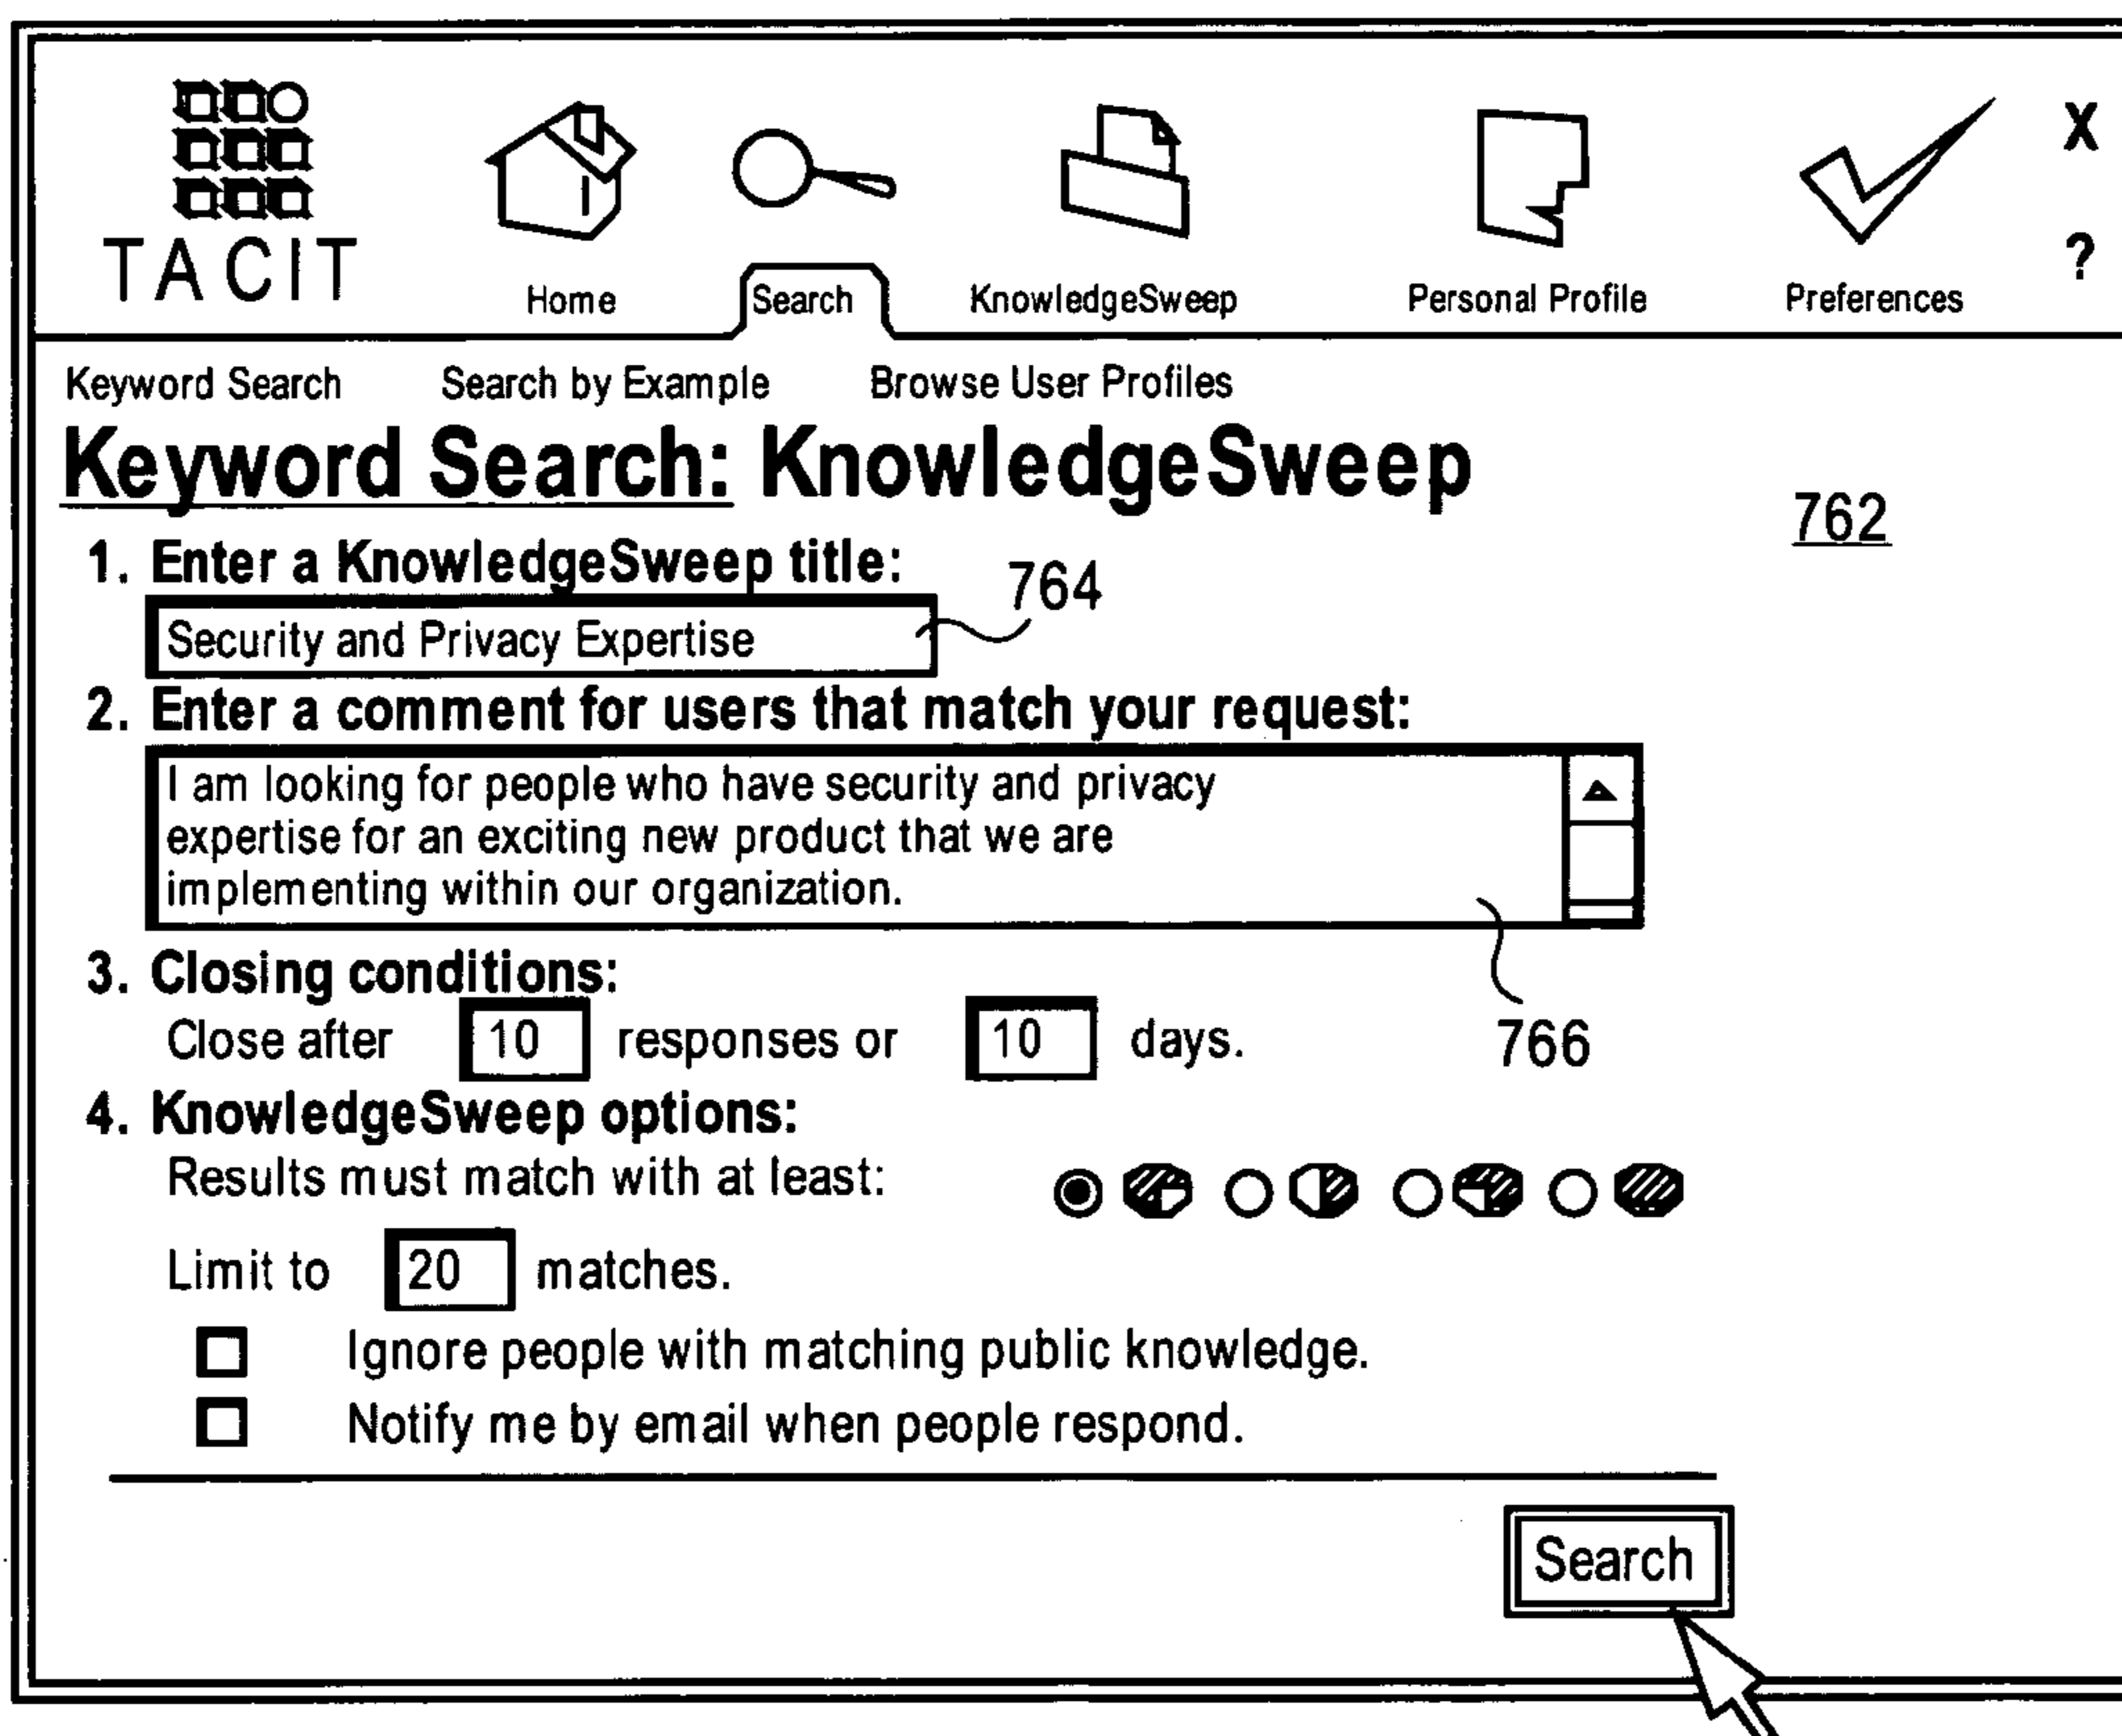 TACIT
X
?
Home Search KnowledgeSweep Personal Profile Preferences
Keyword Search Search by Example Browse User Profiles
Keyword Search: KnowledgeSweep
762
1. Enter a KnowledgeSweep title:
764
Security and Privacy Expertise
2. Enter a comment for users that match your request:
I am looking for people who have security and privacy
expertise for an exciting new product that we are
implementing within our organization.
3. Closing conditions:
Close after 10 responses or 10 days.
766
4. KnowledgeSweep options:
Results must match with at least:
Limit to 20 matches.
Ignore people with matching public knowledge.
Notify me by email when people respond.
Search